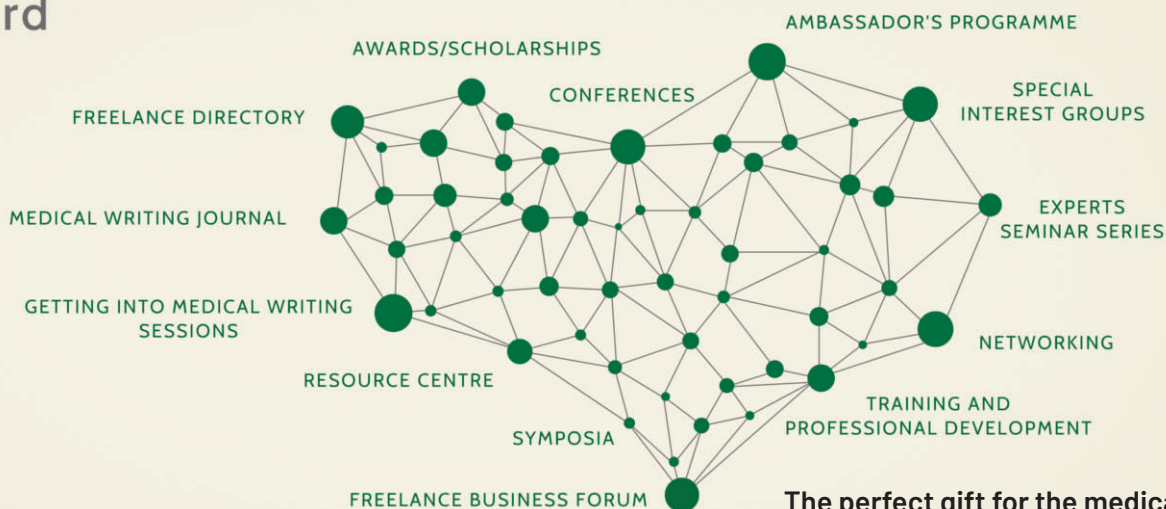 rd
AMBASSADOR'S PROGRAMME
AWARDS/SCHOLARSHIPS
CONFERENCES
SPECIAL
INTEREST GROUPS
FREELANCE DIRECTORY
MEDICAL WRITING JOURNAL
EXPERTS
SEMINAR SERIES
GETTING INTO MEDICAL WRITING
SESSIONS
NETWORKING
RESOURCE CENTRE
TRAINING AND
PROFESSIONAL DEVELOPMENT
SYMPOSIA
FREELANCE BUSINESS FORUM
The perfect gift for the medica